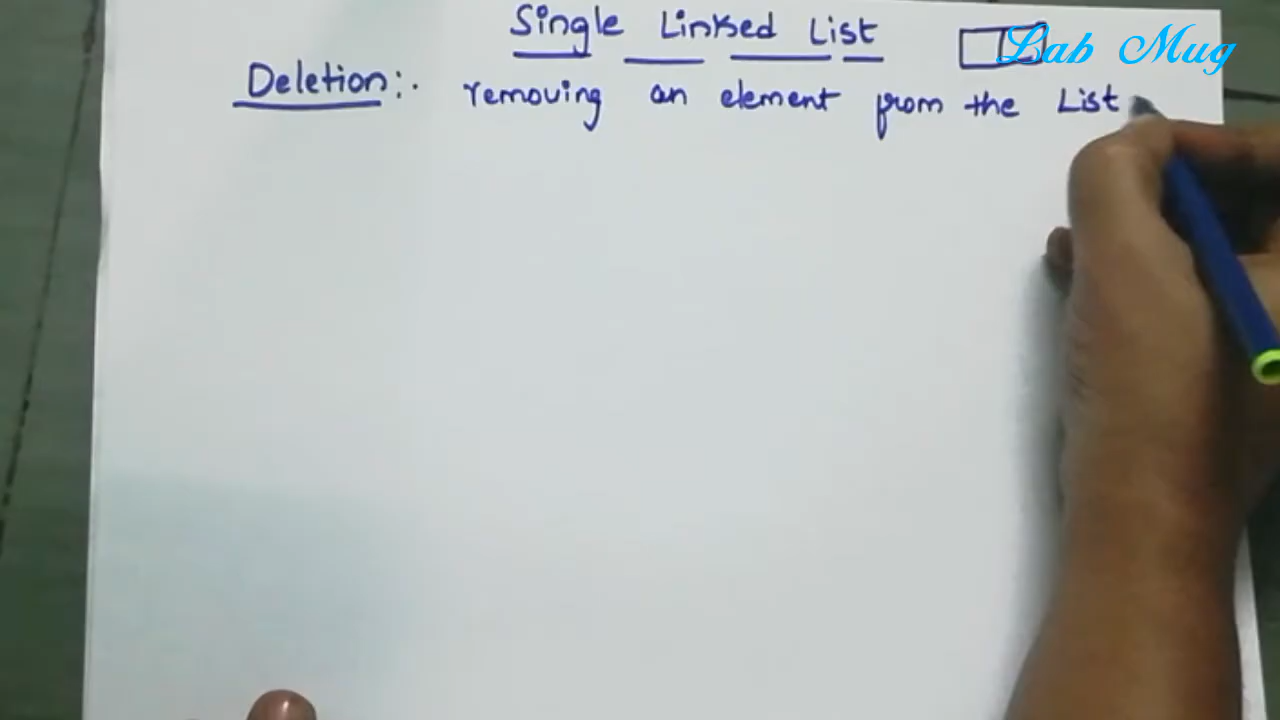 Single Linked List
Lab Mug
Deletion:- removing an element from the List